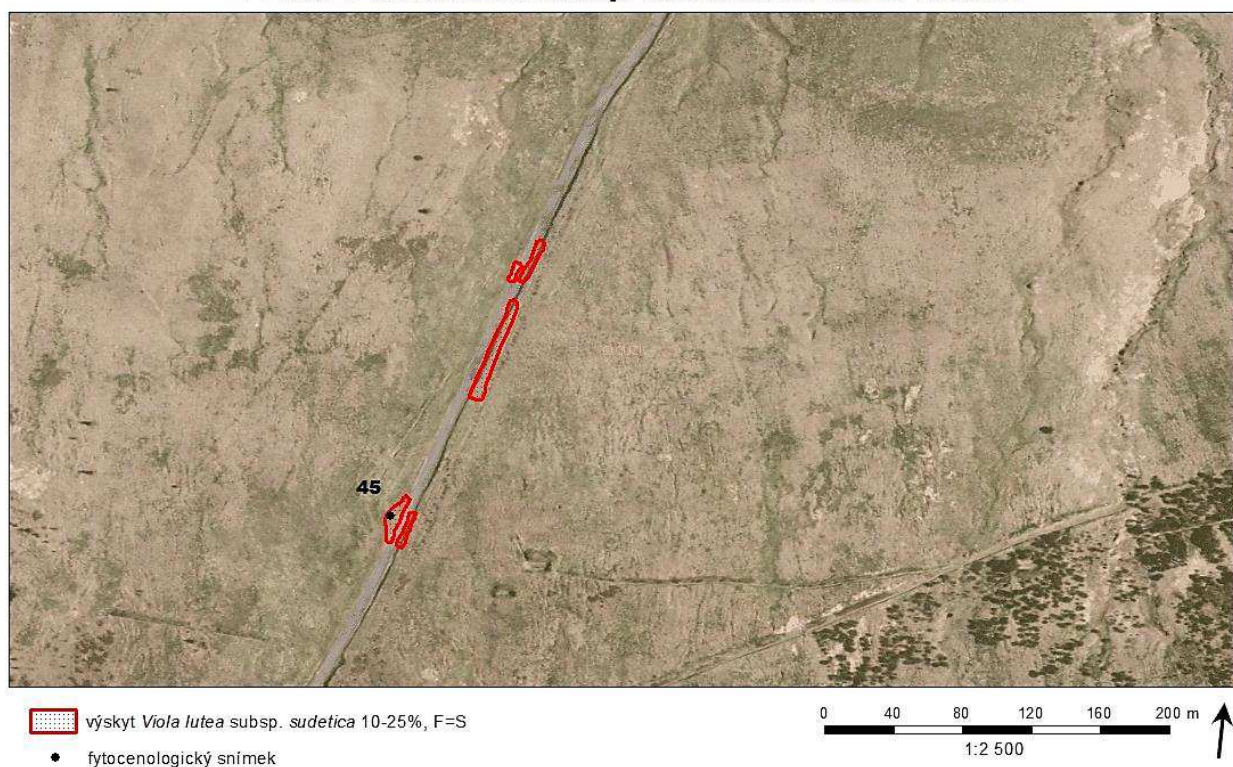 45
výskyt Viola lutea subsp. sudetica 10-25%, F=S
fytocenologický snímek
0 40 80 120 160 200 m
1:2 500